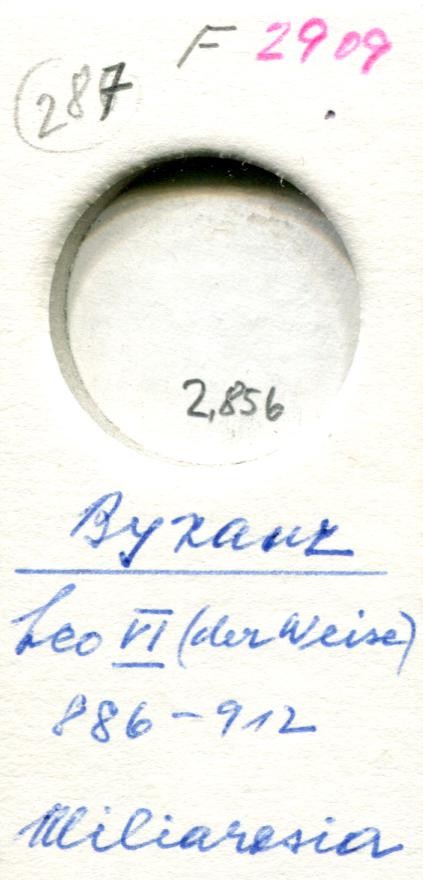 F 2909
287
2,856
Byzanz
Leo VI (der Weise)
886-912
Miliaresia